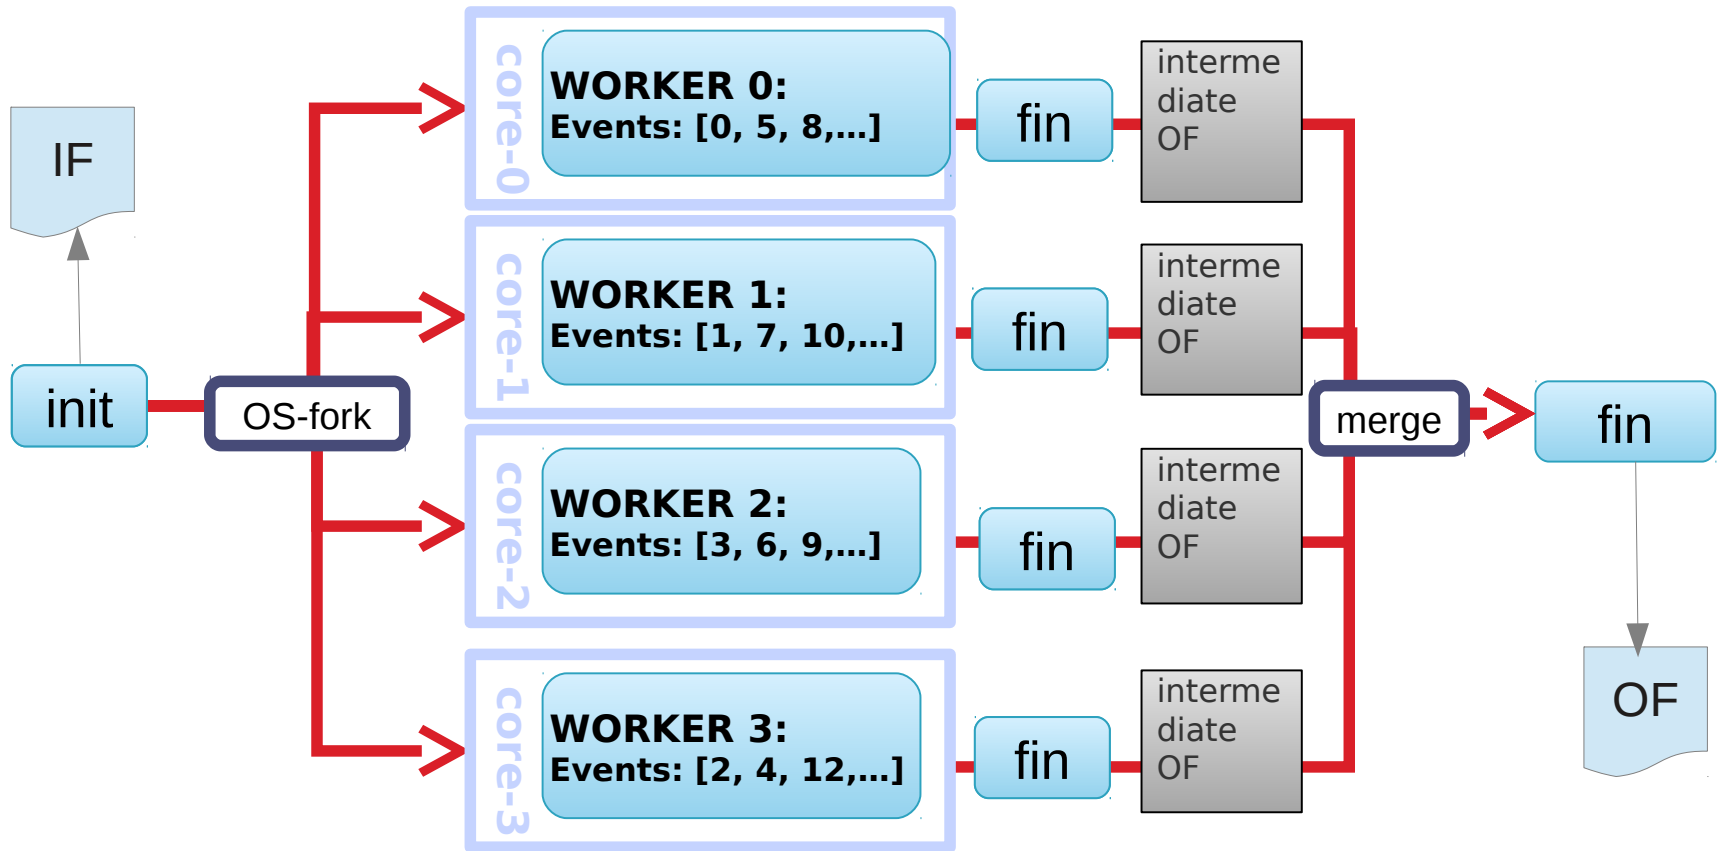 IF
init
OS-fork
core-0
WORKER 0:
Events: [0, 5, 8,...]
fin
interme
diate
OF
core-1
WORKER 1:
Events: [1, 7, 10,...]
fin
interme
diate
OF
core-2
WORKER 2:
Events: [3, 6, 9,...]
fin
interme
diate
OF
core-3
WORKER 3:
Events: [2, 4, 12,...]
fin
interme
diate
OF
merge
fin
OF